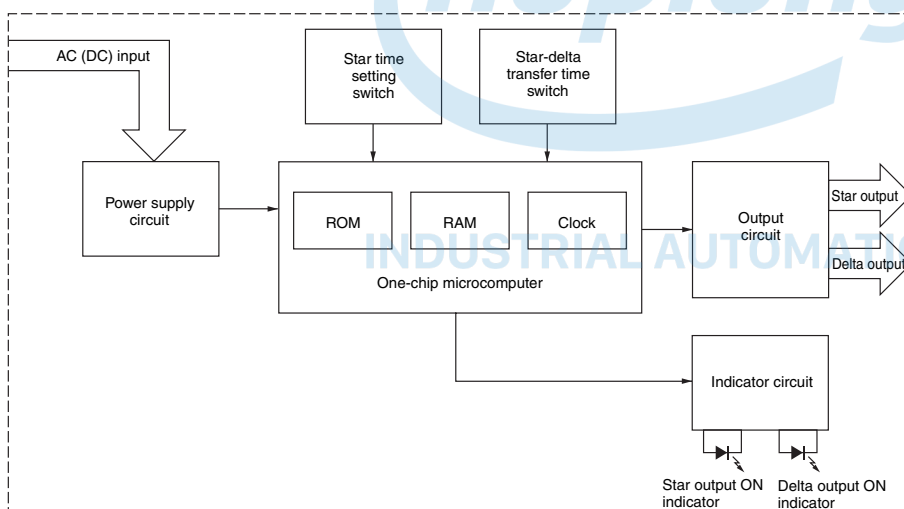 AC (DC) input
Star time
setting
switch
Star-delta
transfer time
switch
Power supply
circuit
ROM
RAM
Clock
One-chip microcomputer
Output
circuit
Star output
Delta output
INDUSTRIAL AUTOMATI
Indicator circuit
Star output ON
indicator
Delta output ON
indicator